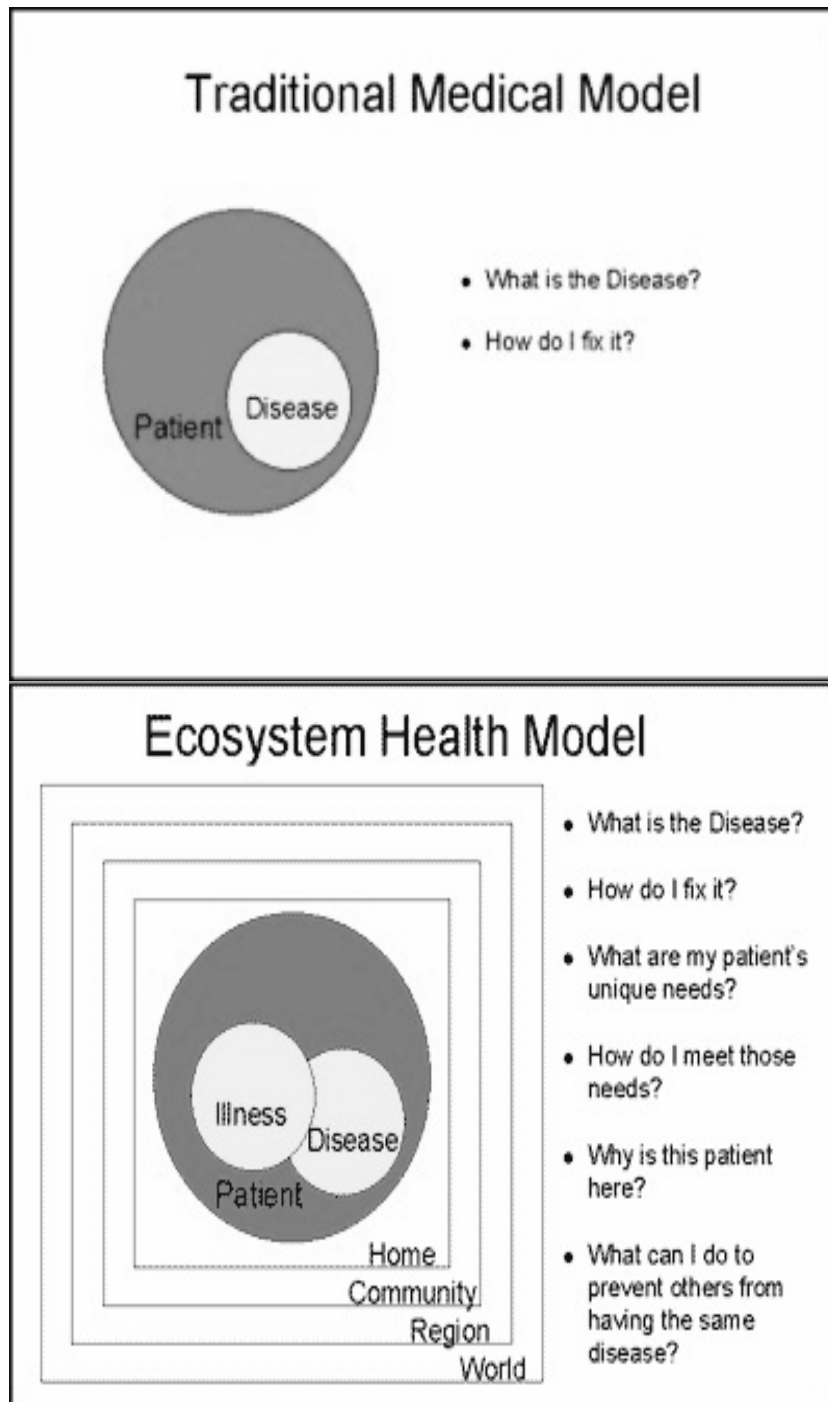 Traditional Medical Model
Patient
Disease
• What is the Disease?
• How do I fix it?
Ecosystem Health Model
Illness
Disease
Patient
Home
Community
Region
World
• What is the Disease?
• How do I fix it?
• What are my patient's
unique needs?
• How do I meet those
needs?
• Why is this patient
here?
• What can I do to
prevent others from
having the same
disease?